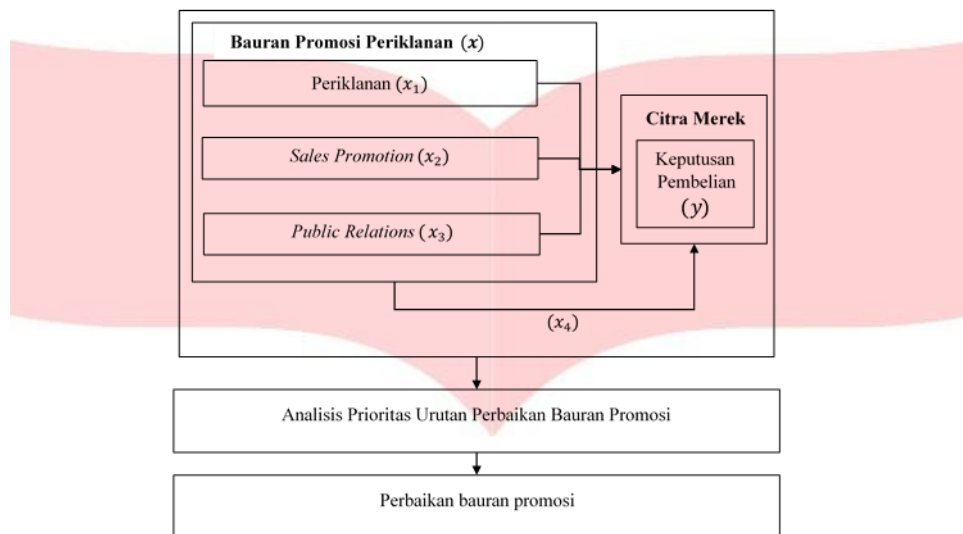 Bauran Promosi Periklanan (x)
Periklanan (x₁)
Sales Promotion (x₂)
Public Relations (x₃)
Citra Merek
Keputusan
Pembelian
(y)
(x₄)
Analisis Prioritas Urutan Perbaikan Bauran Promosi
Perbaikan bauran promosi